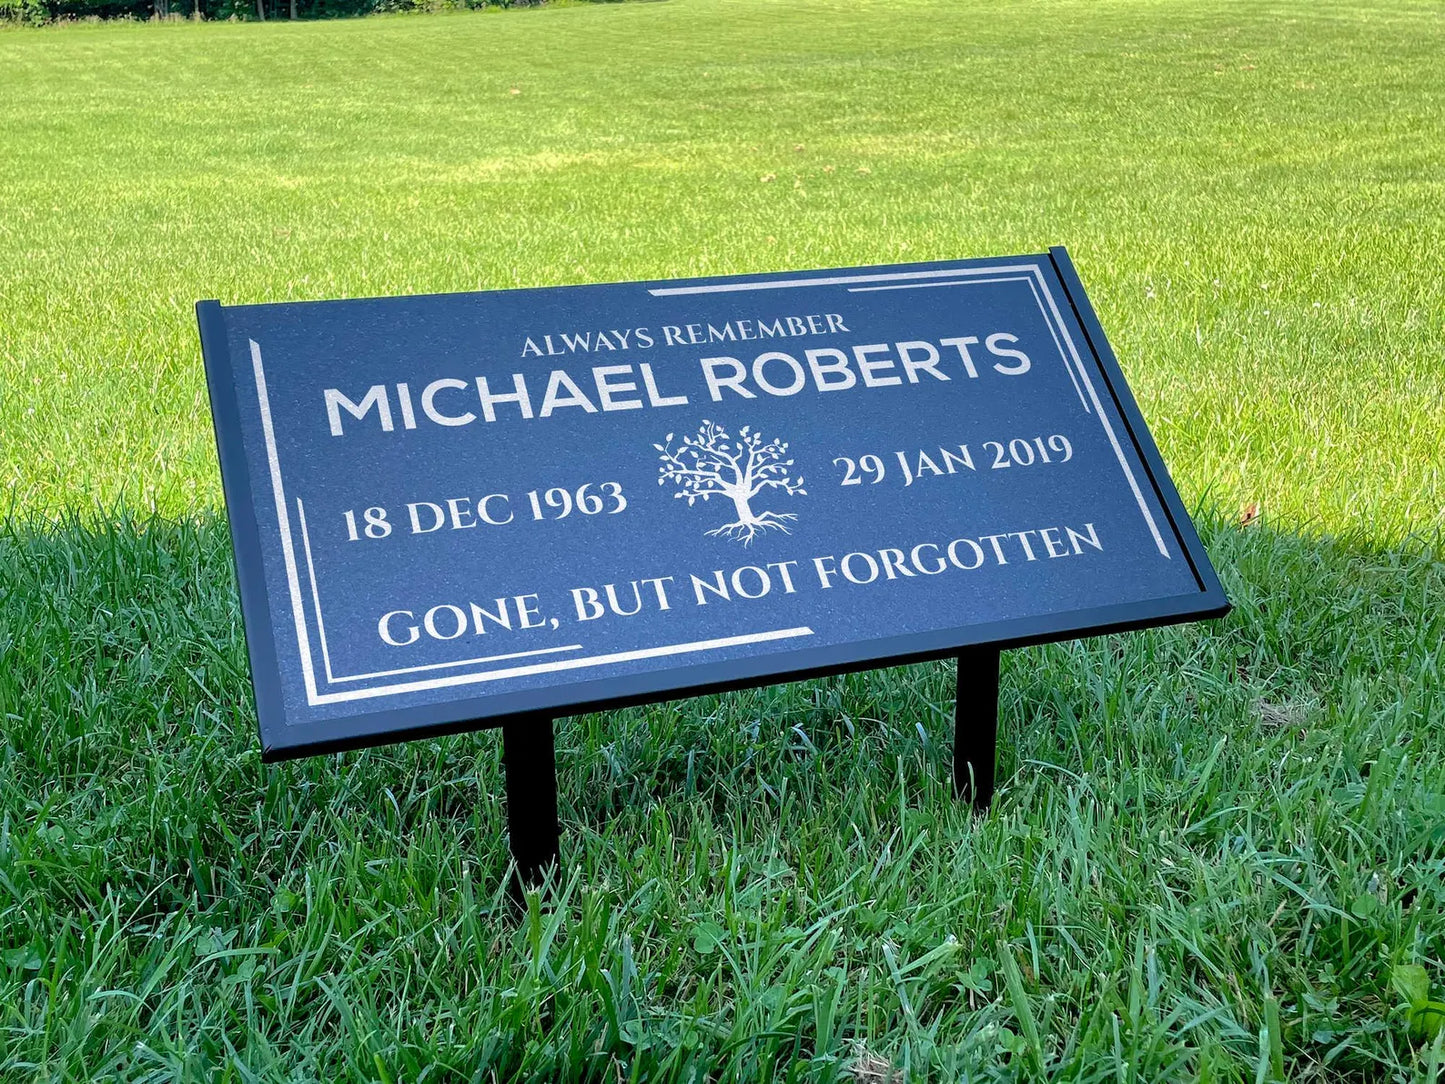 ALWAYS REMEMBER
MICHAEL ROBERTS
18 DEC 1963 29 JAN 2019
GONE, BUT NOT FORGOTTEN